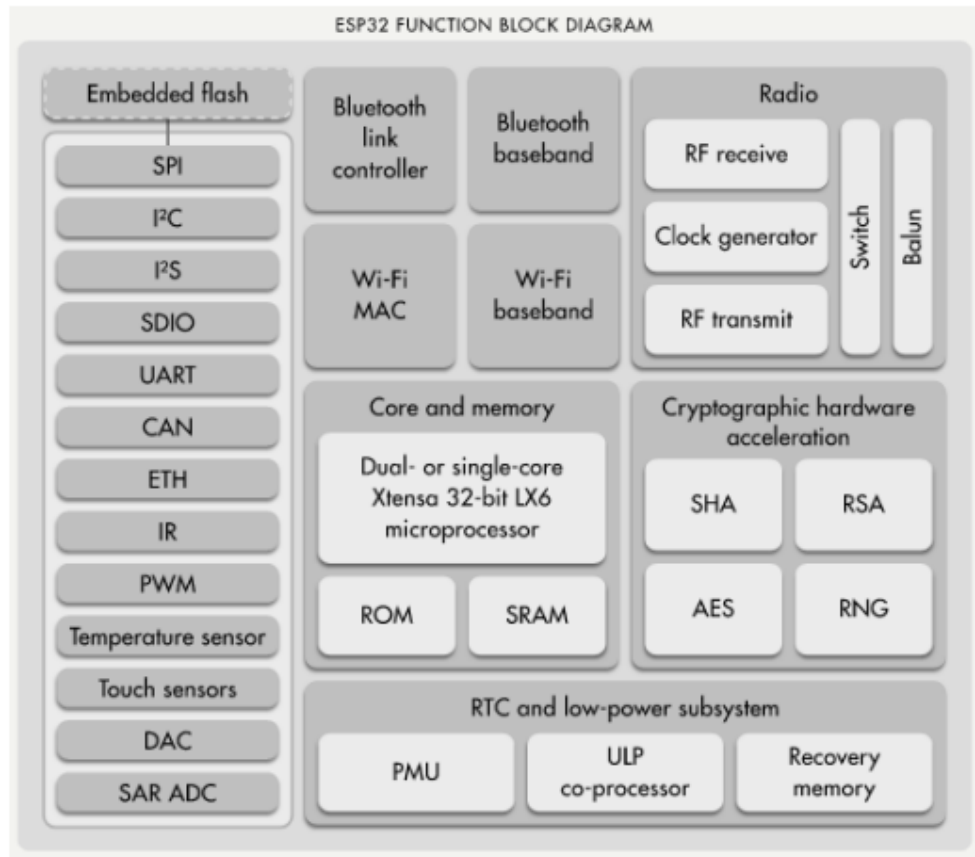 ESP32 FUNCTION BLOCK DIAGRAM
Embedded flash
SPI
I²C
I²S
SDIO
UART
CAN
ETH
IR
PWM
Temperature sensor
Touch sensors
DAC
SAR ADC
Bluetooth
link
controller
Bluetooth
baseband
Wi-Fi
MAC
Wi-Fi
baseband
Radio
RF receive
Clock generator
RF transmit
Switch
Balun
Core and memory
Dual- or single-core
Xtensa 32-bit LX6
microprocessor
ROM
SRAM
Cryptographic hardware
acceleration
SHA
RSA
AES
RNG
RTC and low-power subsystem
PMU
ULP
co-processor
Recovery
memory